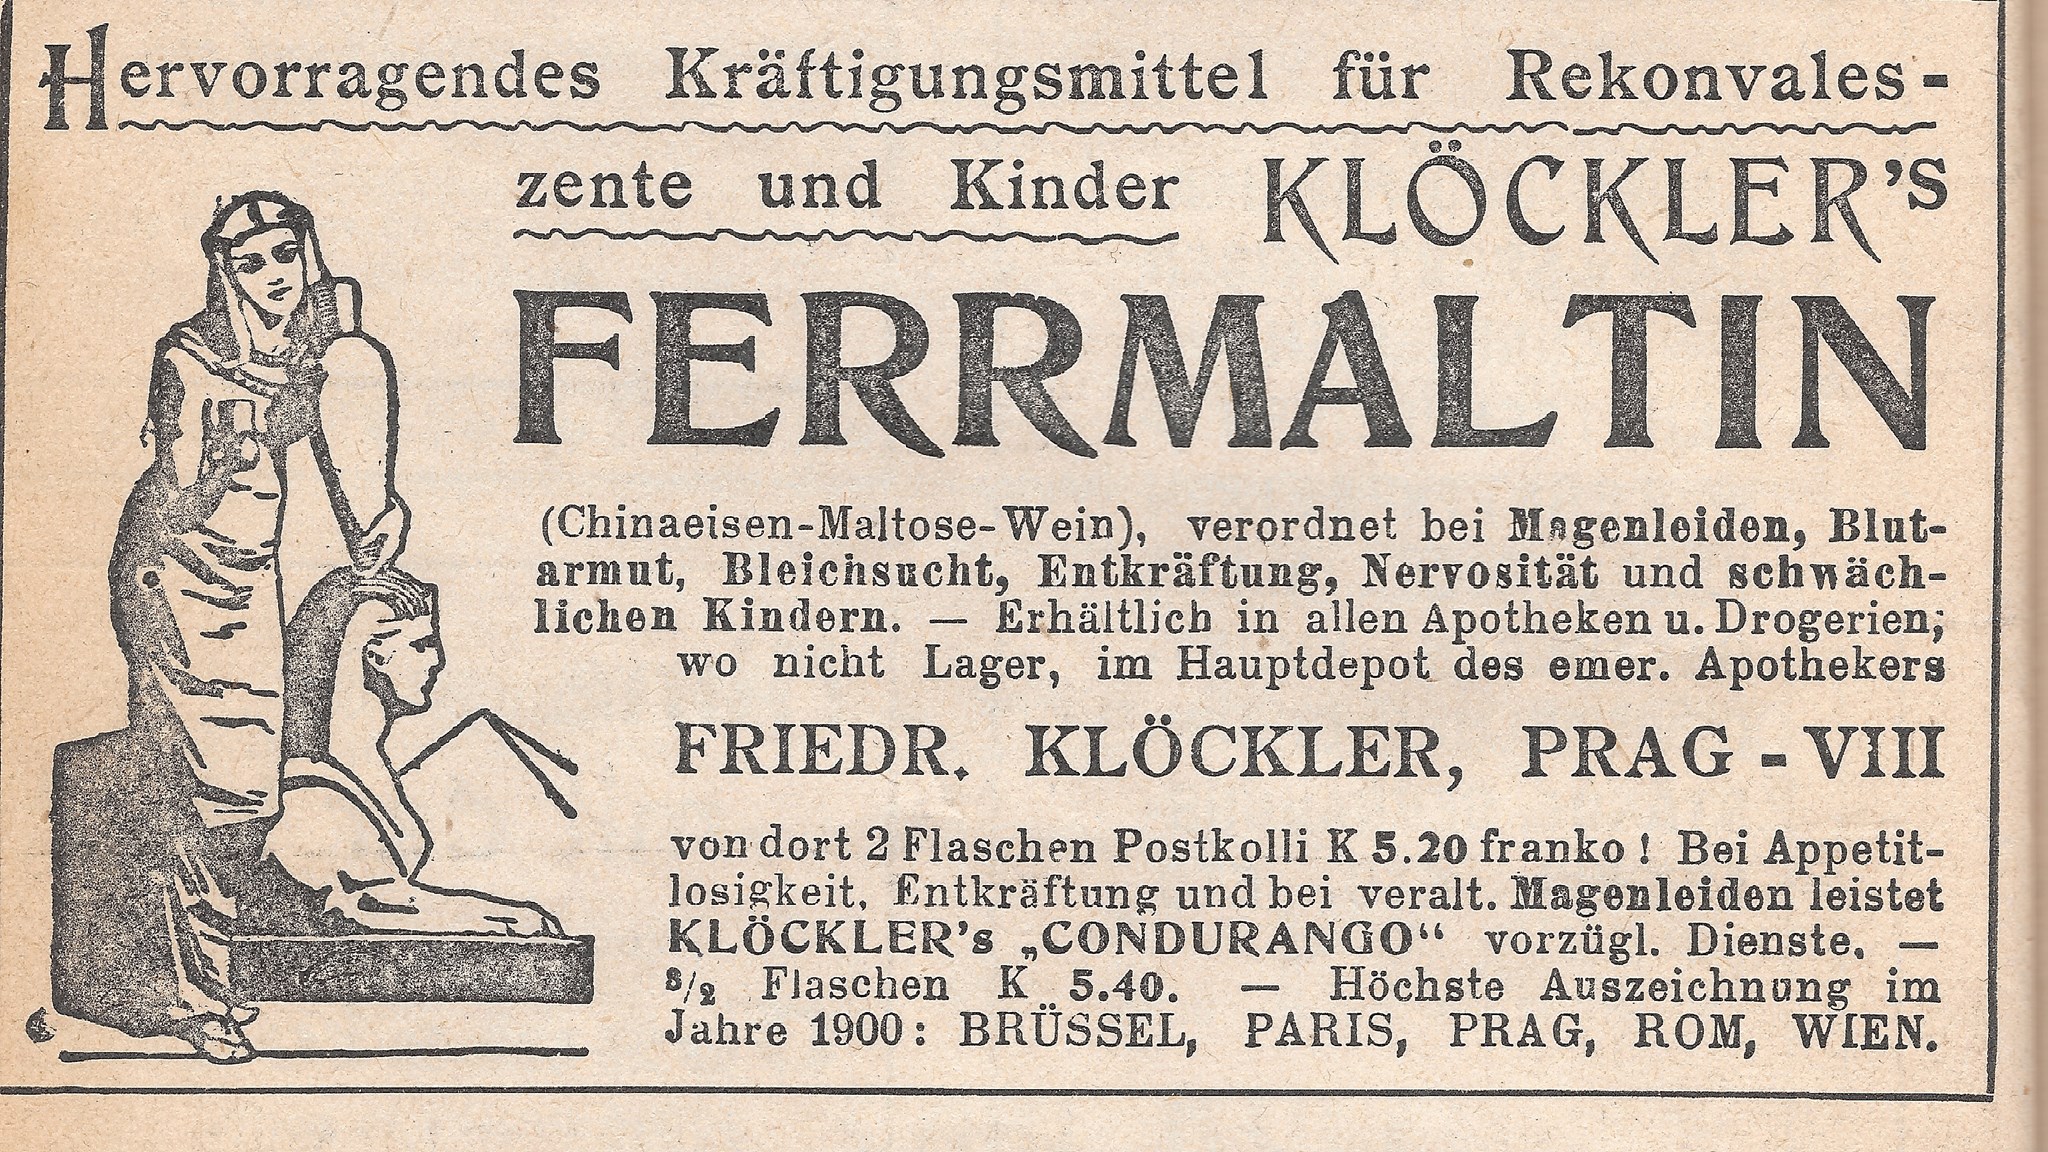 Hervorragendes Kräftigungsmittel für Rekonvales-
zente und Kinder KLÖCKLER's
FERRMALTIN
(Chinaeisen-Maltose-Wein), verordnet bei Magenleiden, Blut-
armut, Bleichsucht, Entkräftung, Nervosität und schwäch-
lichen Kindern. — Erhältlich in allen Apotheken u. Drogerien;
wo nicht Lager, im Hauptdepot des emer. Apothekers
FRIEDR. KLÖCKLER, PRAG - VIII
von dort 2 Flaschen Postkolli K 5.20 franko! Bei Appetit-
losigkeit, Entkräftung und bei veralt. Magenleiden leistet
KLÖCKLER's „CONDURANGO“ vorzügl. Dienste. —
3/2 Flaschen K 5.40. — Höchste Auszeichnung im
Jahre 1900: BRÜSSEL, PARIS, PRAG, ROM, WIEN.